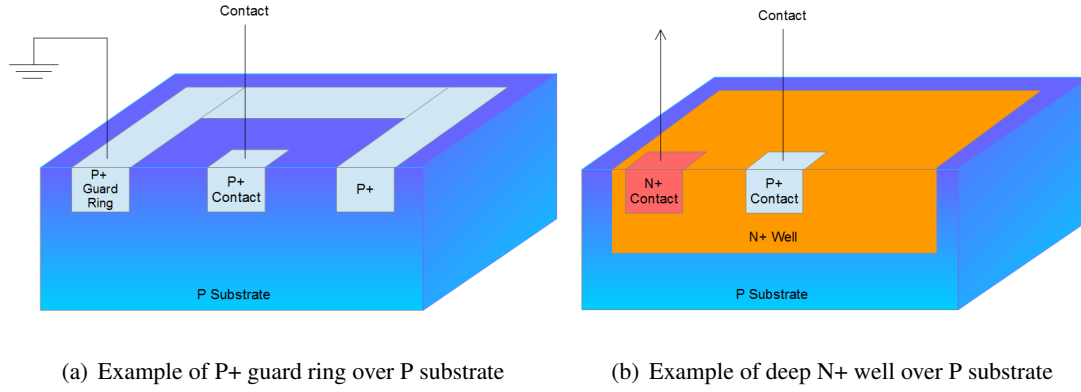 Contact
P+
Guard
Ring
P+
Contact
P+
P Substrate
(a) Example of P+ guard ring over P substrate
Contact
N+
Contact
P+
Contact
N+ Well
P Substrate
(b) Example of deep N+ well over P substrate